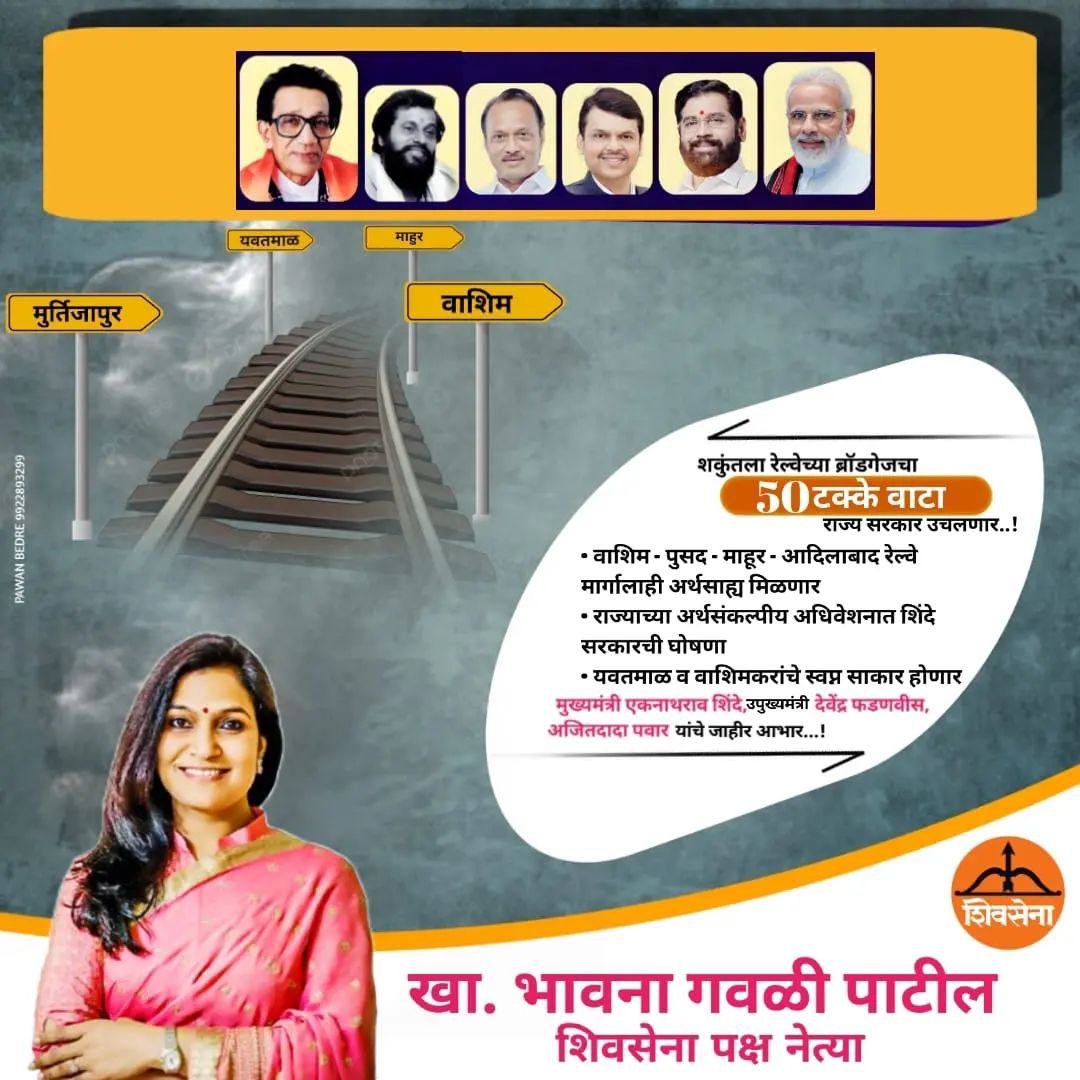 यवतमाळ
माहुर
मुर्तिजापुर
वाशिम
PAWAN BEDRE 9922893299
शकुंतला रेल्वेच्या ब्रॉडगेजचा
50टक्के वाटा
राज्य सरकार उचलणार..!
• वाशिम - पुसद - माहूर - आदिलाबाद रेल्वे
मार्गालाही अर्थसाह्य मिळणार
• राज्याच्या अर्थसंकल्पीय अधिवेशनात शिंदे
सरकारची घोषणा
• यवतमाळ व वाशिमकरांचे स्वप्न साकार होणार
मुख्यमंत्री एकनाथराव शिंदे,उपुख्यमंत्री देवेंद्र फडणवीस,
अजितदादा पवार यांचे जाहीर आभार...!
शिवसेना
खा. भावना गवळी पाटील
शिवसेना पक्ष नेत्या